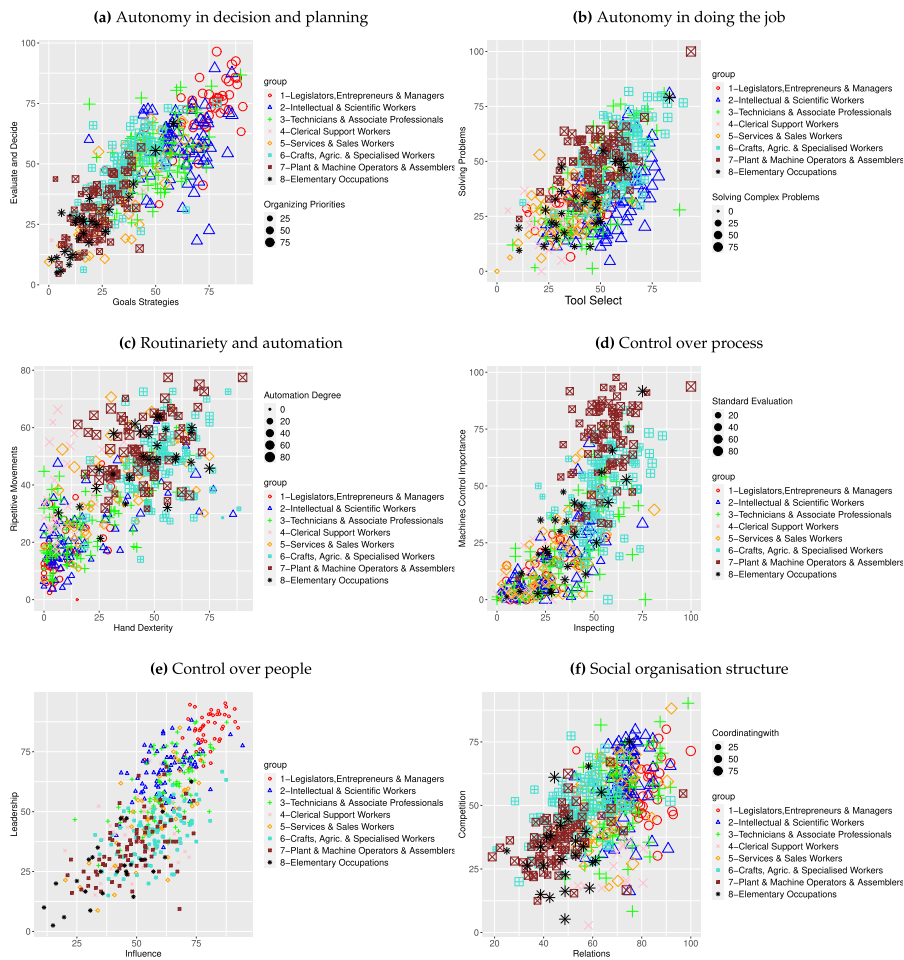 (a) Autonomy in decision and planning
100
75
50
25
0
Evaluate and Decide
0 25 50 75
Goals Strategies
group
1−Legislators,Entrepreneurs & Managers
2−Intellectual & Scientific Workers
3−Technicians & Associate Professionals
4−Clerical Support Workers
5−Services & Sales Workers
6−Crafts, Agric. & Specialised Workers
7−Plant & Machine Operators & Assemblers
8−Elementary Occupations
Organizing Priorities
25
50
75
(b) Autonomy in doing the job
100
75
50
25
0
Solving Problems
0 25 50 75
Tool Select
group
1−Legislators,Entrepreneurs & Managers
2−Intellectual & Scientific Workers
3−Technicians & Associate Professionals
4−Clerical Support Workers
5−Services & Sales Workers
6−Crafts, Agric. & Specialised Workers
7−Plant & Machine Operators & Assemblers
8−Elementary Occupations
Solving Complex Problems
0
25
50
75
(c) Routinariety and automation
80
60
40
20
0
Ripetitive Movements
0 25 50 75
Hand Dexterity
Automation Degree
0
20
40
60
80
group
1−Legislators,Entrepreneurs & Managers
2−Intellectual & Scientific Workers
3−Technicians & Associate Professionals
4−Clerical Support Workers
5−Services & Sales Workers
6−Crafts, Agric. & Specialised Workers
7−Plant & Machine Operators & Assemblers
8−Elementary Occupations
(d) Control over process
100
75
50
25
0
Machines Control Importance
0 25 50 75 100
Inspecting
Standard Evaluation
20
40
60
80
group
1−Legislators,Entrepreneurs & Managers
2−Intellectual & Scientific Workers
3−Technicians & Associate Professionals
4−Clerical Support Workers
5−Services & Sales Workers
6−Crafts, Agric. & Specialised Workers
7−Plant & Machine Operators & Assemblers
8−Elementary Occupations
(e) Control over people
75
50
25
0
Leadership
25 50 75
Influence
group
1−Legislators,Entrepreneurs & Managers
2−Intellectual & Scientific Workers
3−Technicians & Associate Professionals
4−Clerical Support Workers
5−Services & Sales Workers
6−Crafts, Agric. & Specialised Workers
7−Plant & Machine Operators & Assemblers
8−Elementary Occupations
(f) Social organisation structure
75
50
25
0
Competition
20 40 60 80 100
Relations
Coordinatingwith
25
50
75
group
1−Legislators,Entrepreneurs & Managers
2−Intellectual & Scientific Workers
3−Technicians & Associate Professionals
4−Clerical Support Workers
5−Services & Sales Workers
6−Crafts, Agric. & Specialised Workers
7−Plant & Machine Operators & Assemblers
8−Elementary Occupations